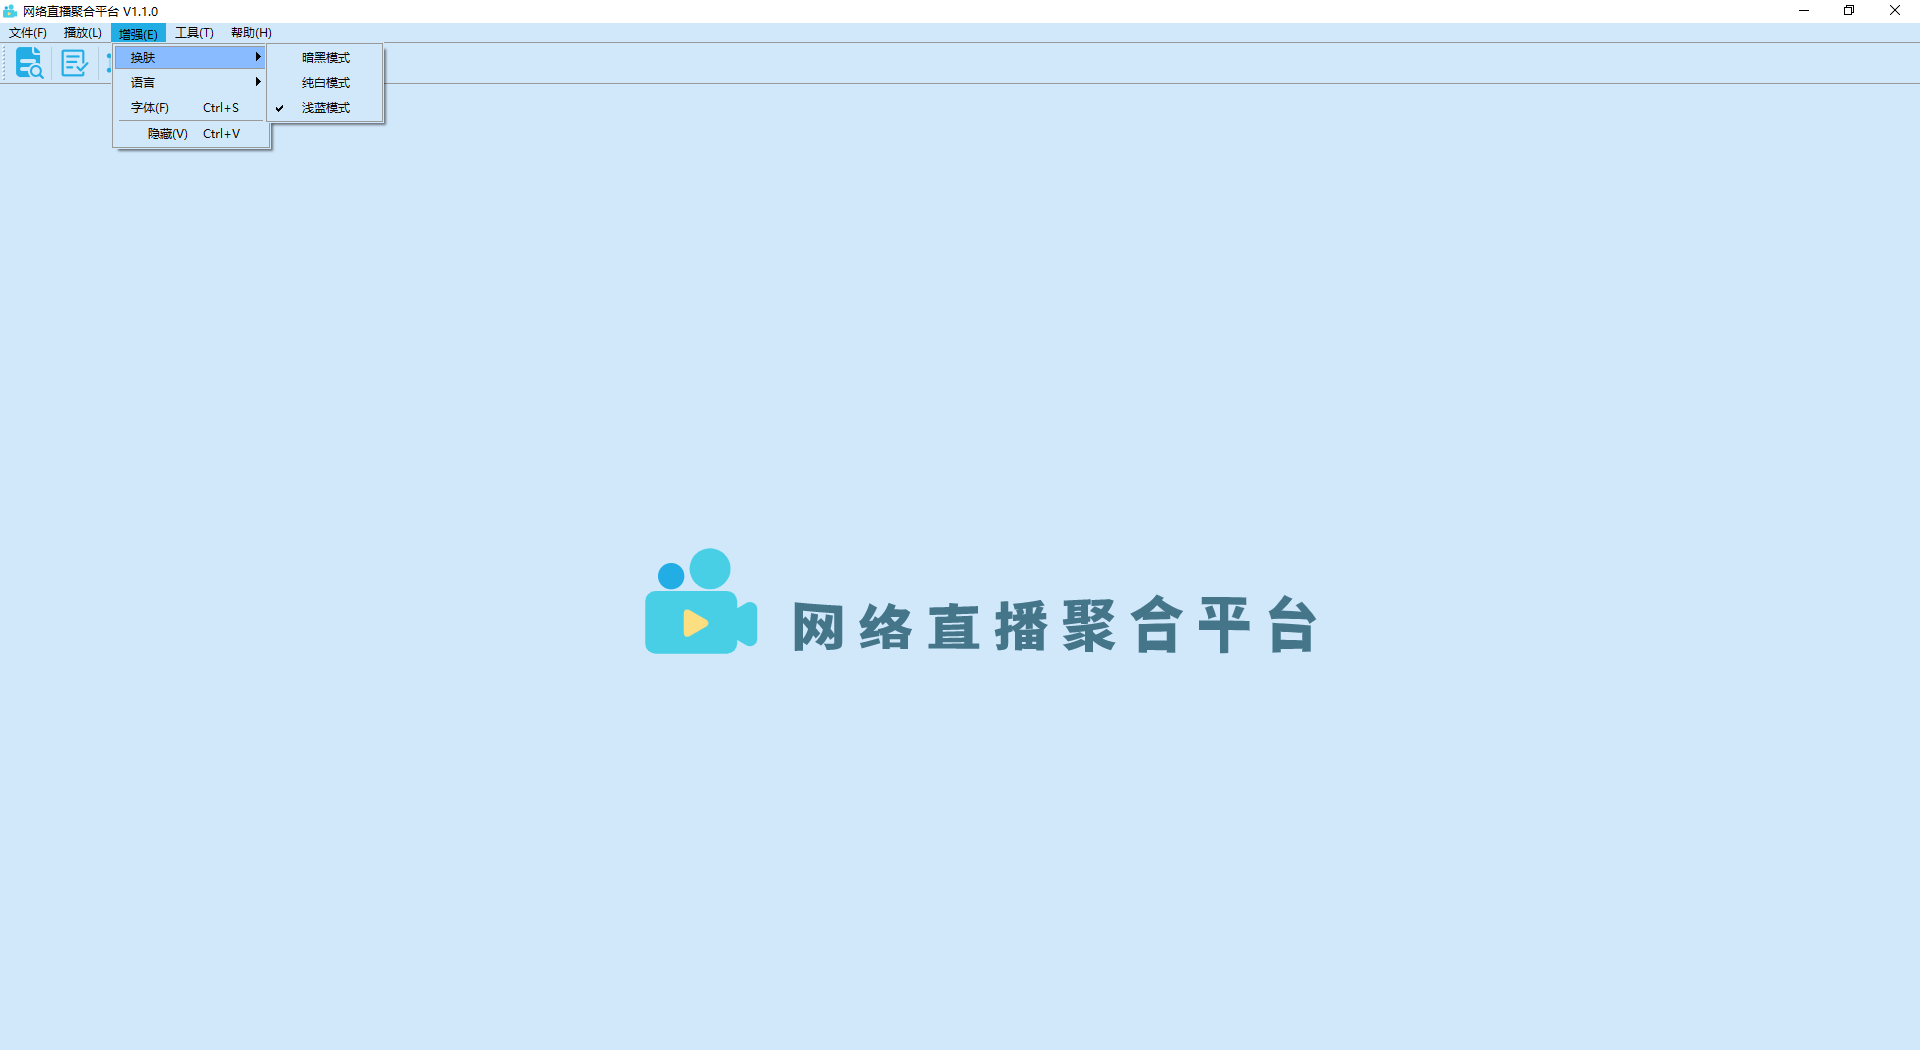 网络直播聚合平台 V1.1.0
文件(F) 播放(L) 增强(E) 工具(T) 帮助(H)
换肤
语言
字体(F) Ctrl+S
隐藏(V) Ctrl+V
暗黑模式
纯白模式
浅蓝模式
网络直播聚合平台